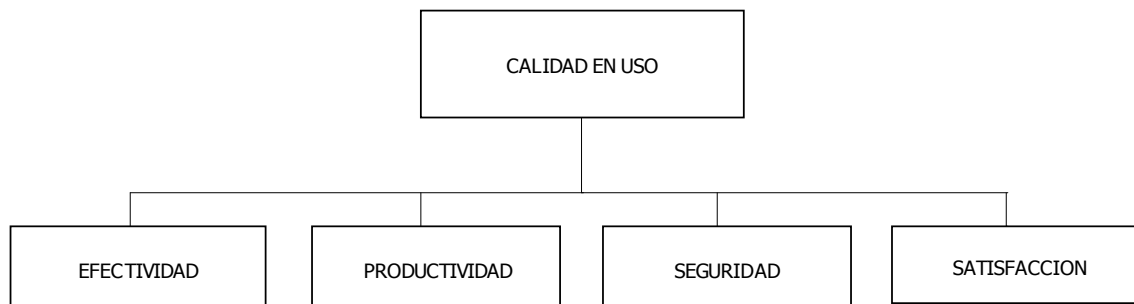 CALIDAD EN USO
EFECTIVIDAD
PRODUCTIVIDAD
SEGURIDAD
SATISFACCION